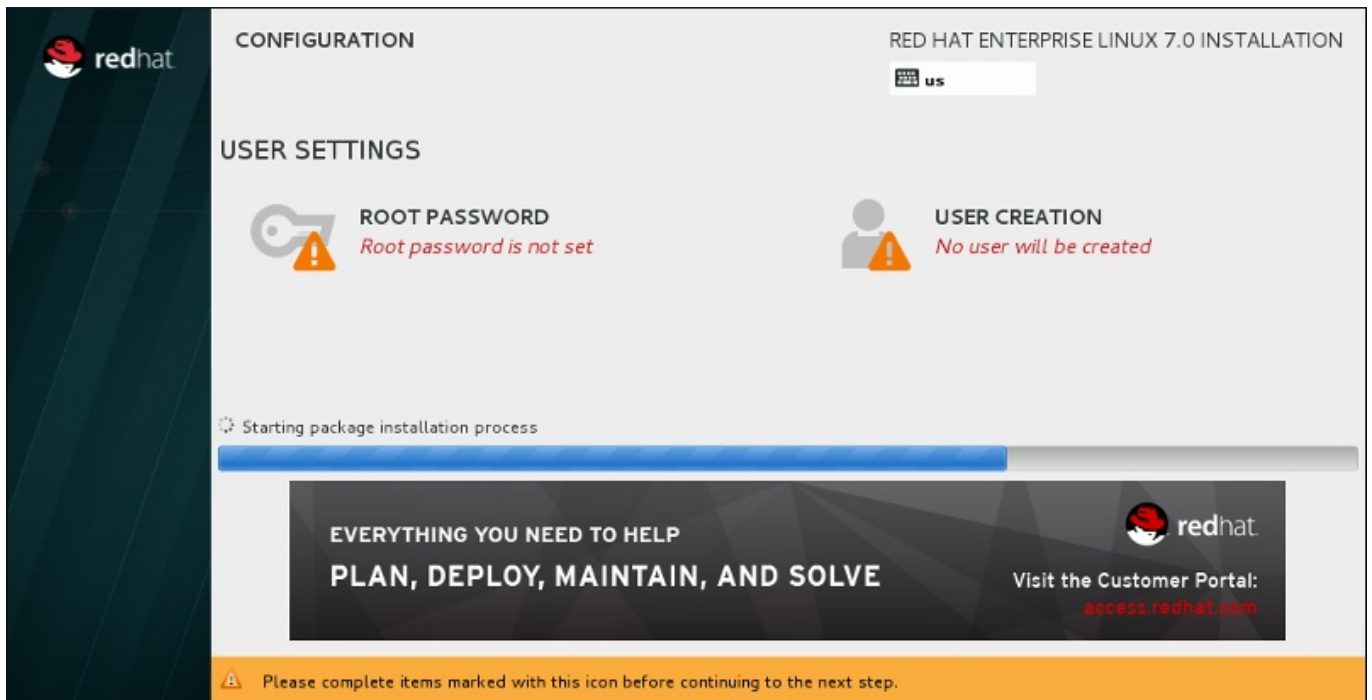 redhat
CONFIGURATION
RED HAT ENTERPRISE LINUX 7.0 INSTALLATION
us
USER SETTINGS
ROOT PASSWORD
Root password is not set
USER CREATION
No user will be created
Starting package installation process
EVERYTHING YOU NEED TO HELP
PLAN, DEPLOY, MAINTAIN, AND SOLVE
redhat
Visit the Customer Portal:
access.redhat.com
Please complete items marked with this icon before continuing to the next step.